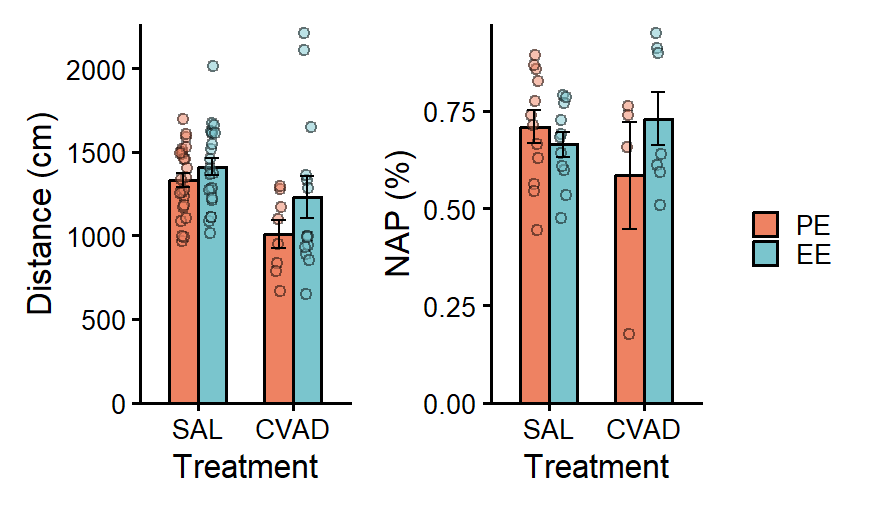 Distance (cm)
2000
1500
1000
500
0
SAL CVAD
Treatment
NAP (%)
0.75
0.50
0.25
0.00
SAL CVAD
Treatment
PE
EE